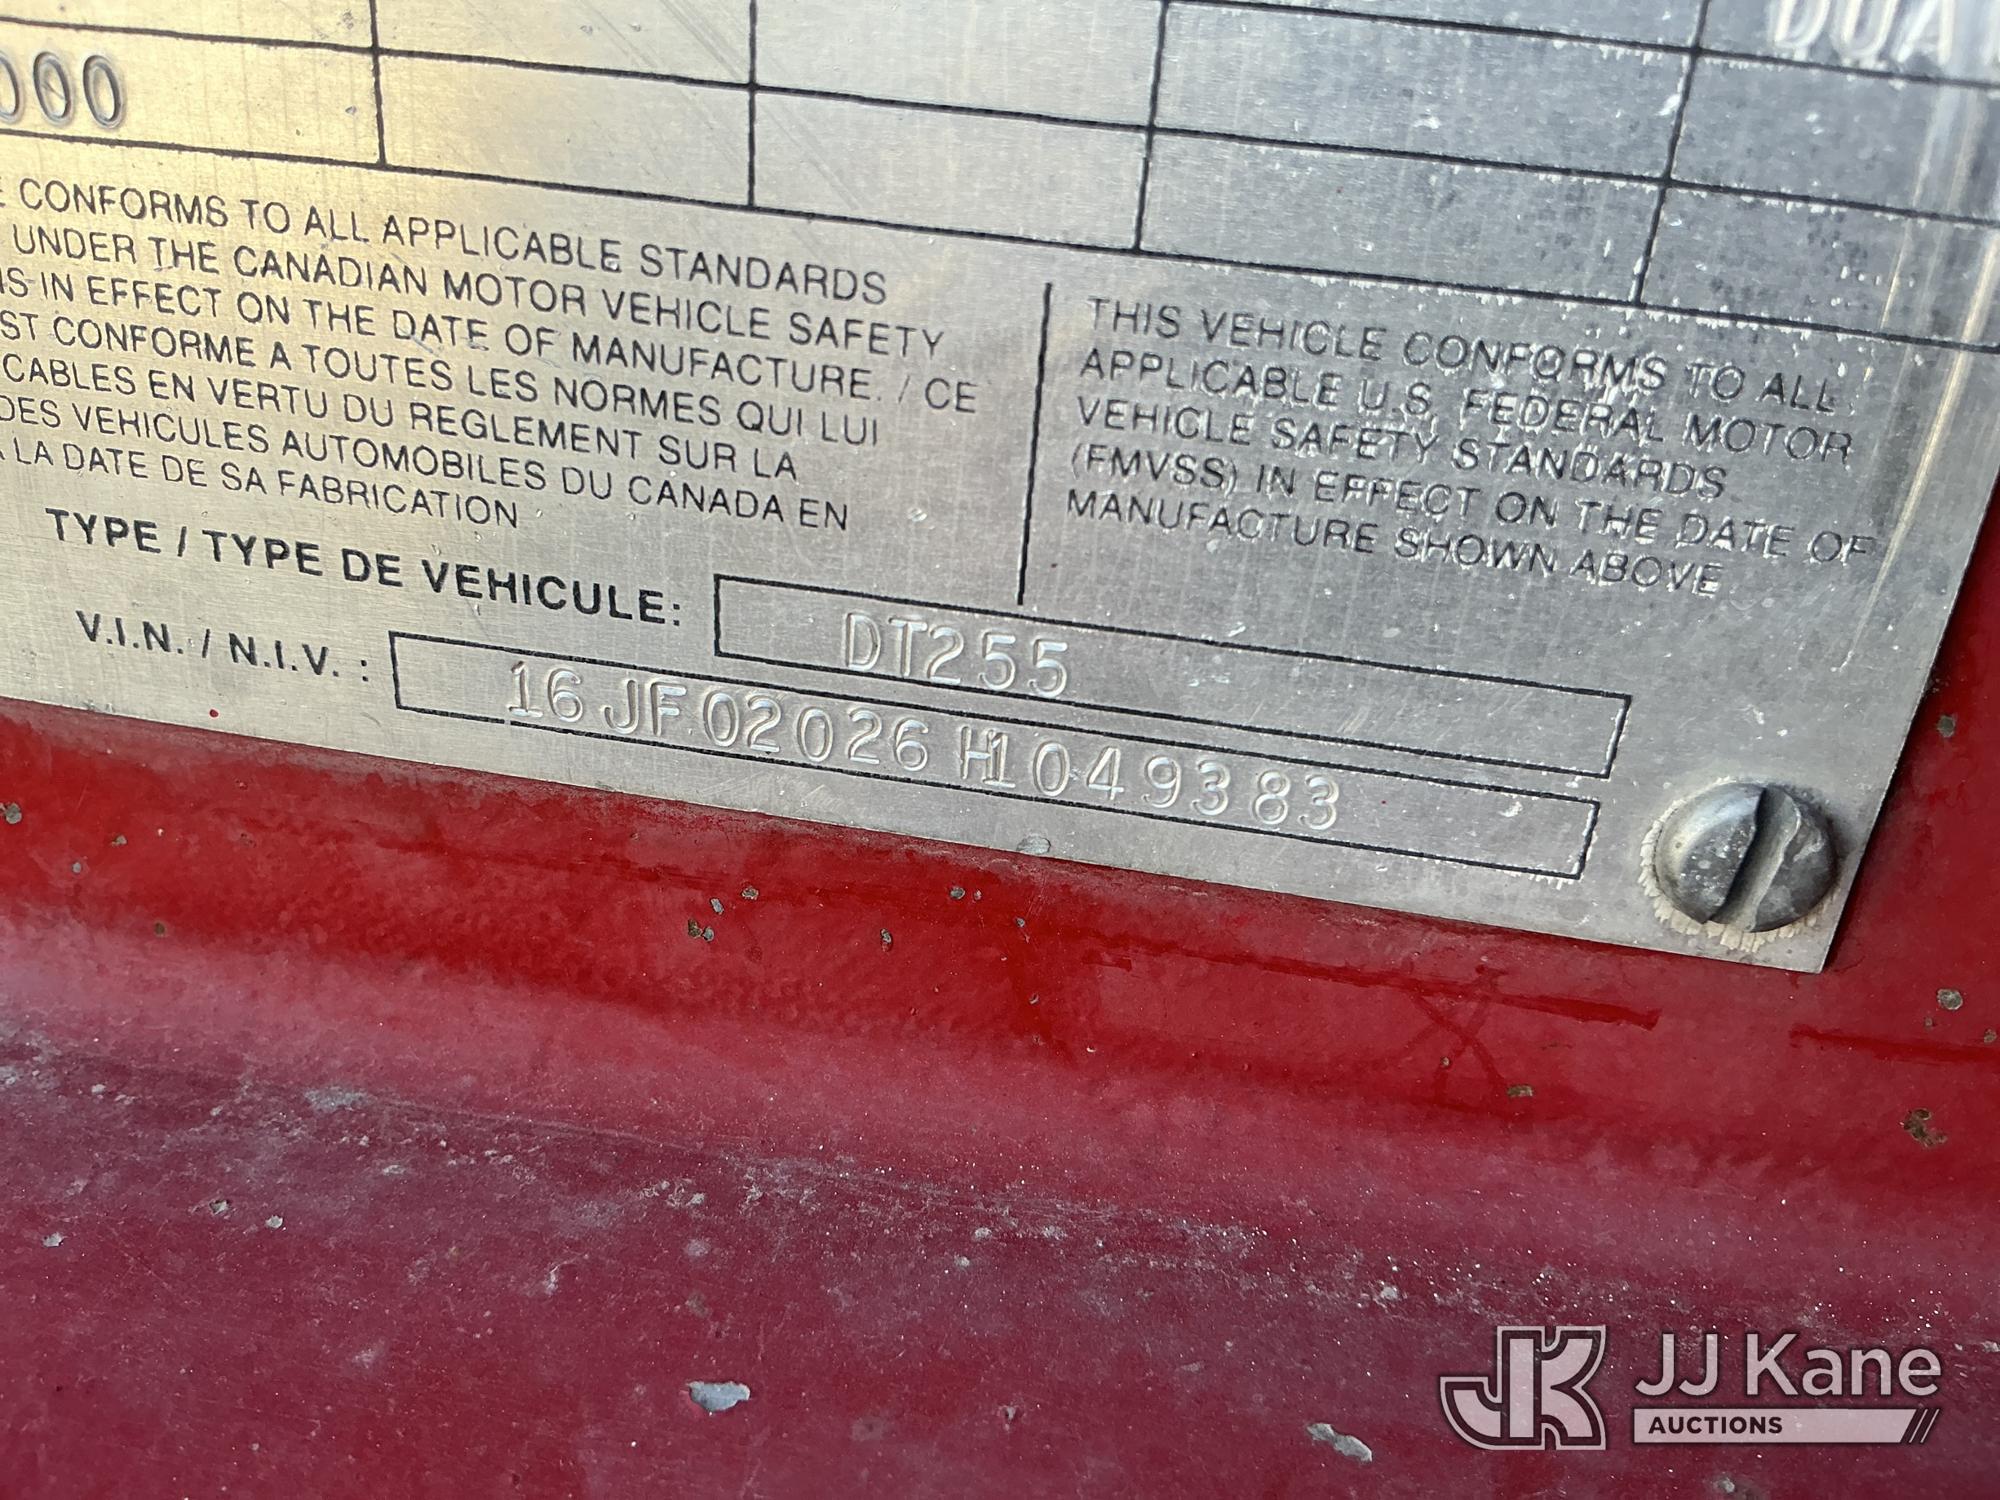 DUA
000
E CONFORMS TO ALL APPLICABLE STANDARDS
UNDER THE CANADIAN MOTOR VEHICLE SAFETY
NS IN EFFECT ON THE DATE OF MANUFACTURE. / CE
ST CONFORME A TOUTES LES NORMES QUI LUI
CABLES EN VERTU DU REGLEMENT SUR LA
DES VEHICULES AUTOMOBILES DU CANADA EN
A LA DATE DE SA FABRICATION
THIS VEHICLE CONFORMS TO ALL
APPLICABLE U.S. FEDERAL MOTOR
VEHICLE SAFETY STANDARDS
(FMVSS) IN EFFECT ON THE DATE OF
MANUFACTURE SHOWN ABOVE
TYPE / TYPE DE VEHICULE: DT255
V.I.N. / N.I.V. : 16JF02026H1049383
JK JJ Kane
AUCTIONS